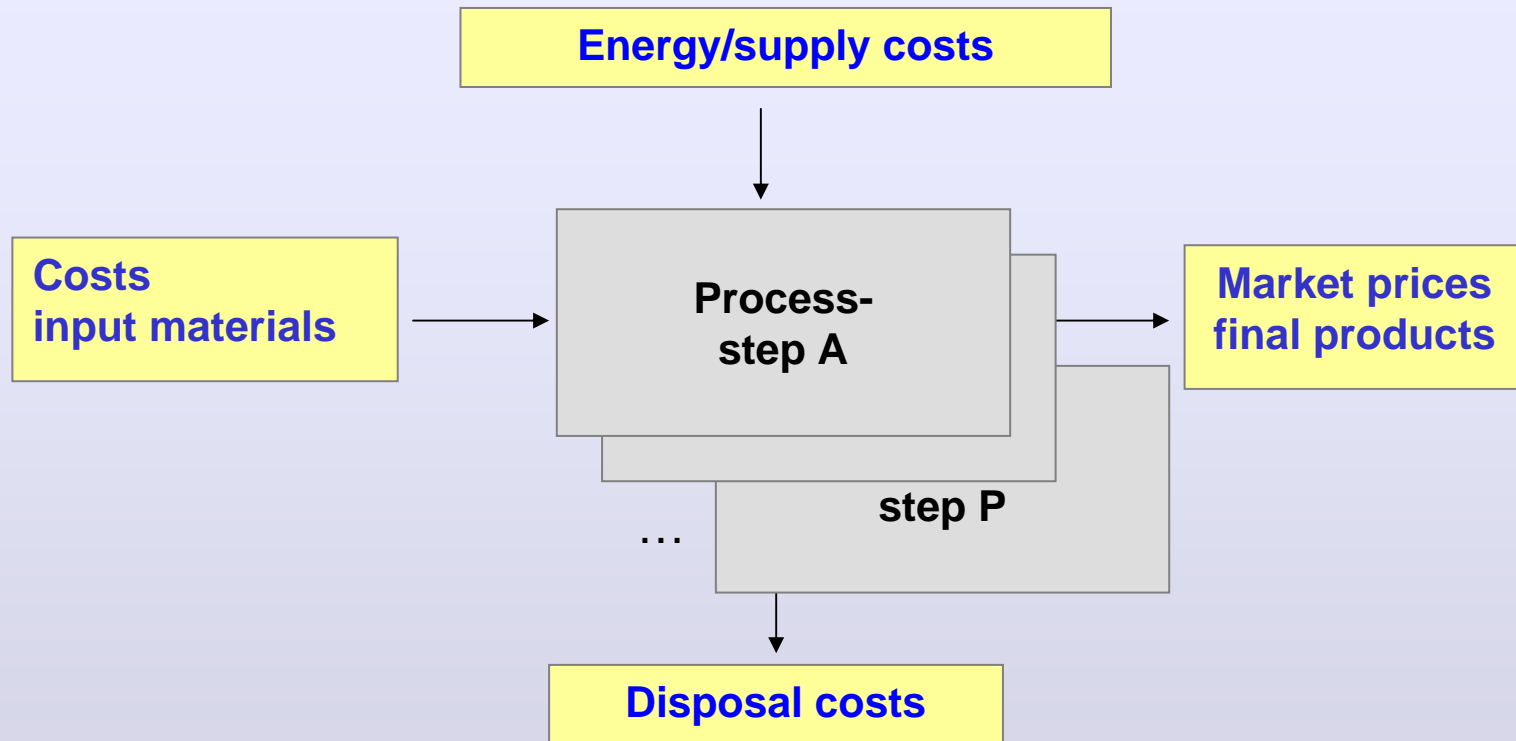 Energy/supply costs
Costs
input materials
Process-
step A
Market prices
final products
step P
…
Disposal costs